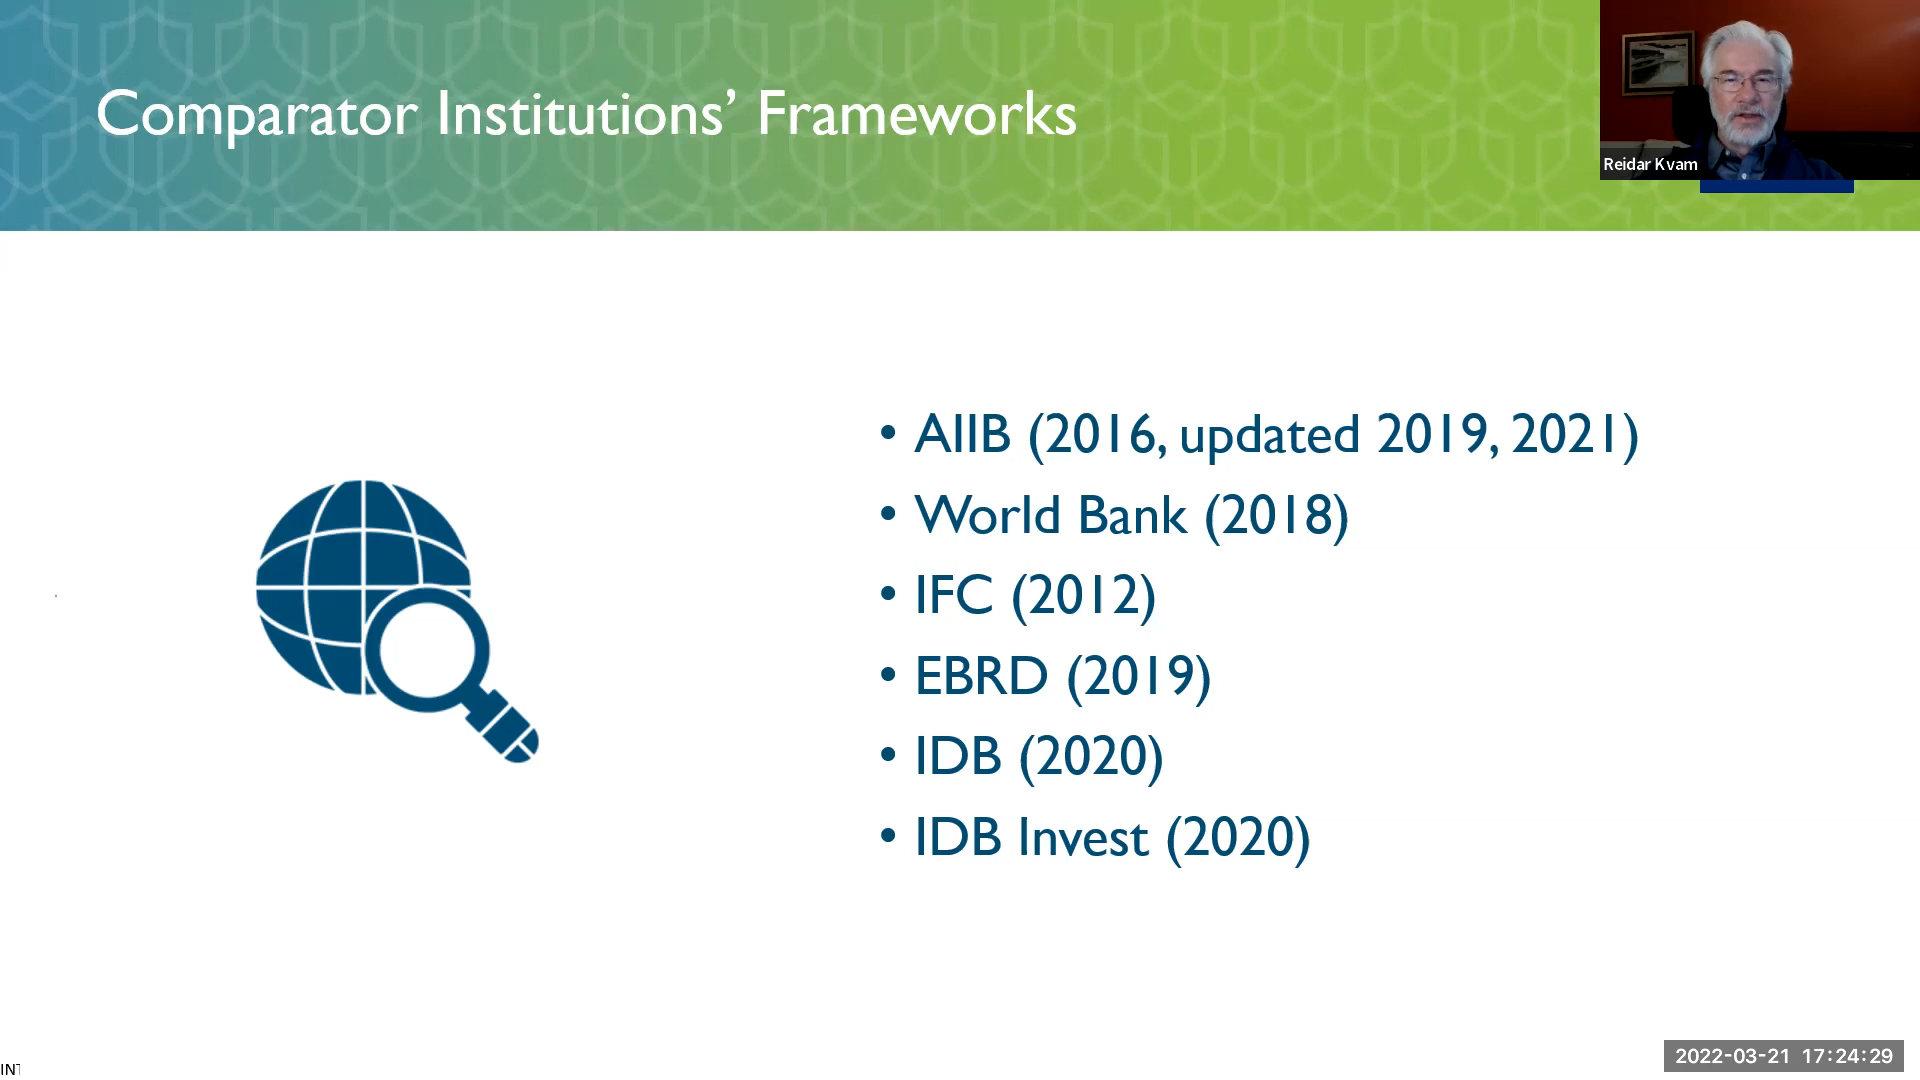 Comparator Institutions’ Frameworks
Reidar Kvam
• AIIB (2016, updated 2019, 2021)
• World Bank (2018)
• IFC (2012)
• EBRD (2019)
• IDB (2020)
• IDB Invest (2020)
2022-03-21 17:24:29